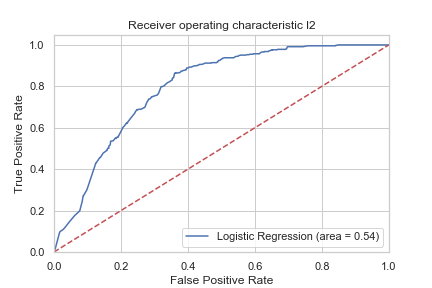 Receiver operating characteristic l2
True Positive Rate
1.0
0.8
0.6
0.4
0.2
0.0
Logistic Regression (area = 0.54)
0.0 0.2 0.4 0.6 0.8 1.0
False Positive Rate